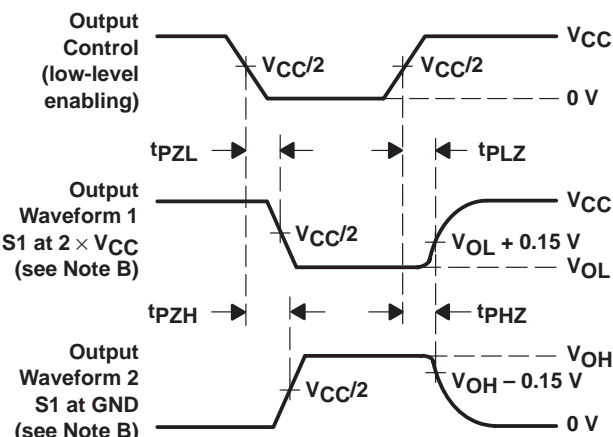 Output
Control
(low-level
enabling)
VCC/2
VCC/2
VCC
0 V
tPZL
tPLZ
Output
Waveform 1
S1 at 2 × VCC
(see Note B)
VCC/2
VCC
VOL + 0.15 V
VOL
tPZH
tPHZ
Output
Waveform 2
S1 at GND
(see Note B)
VCC/2
VOH
VOH − 0.15 V
0 V